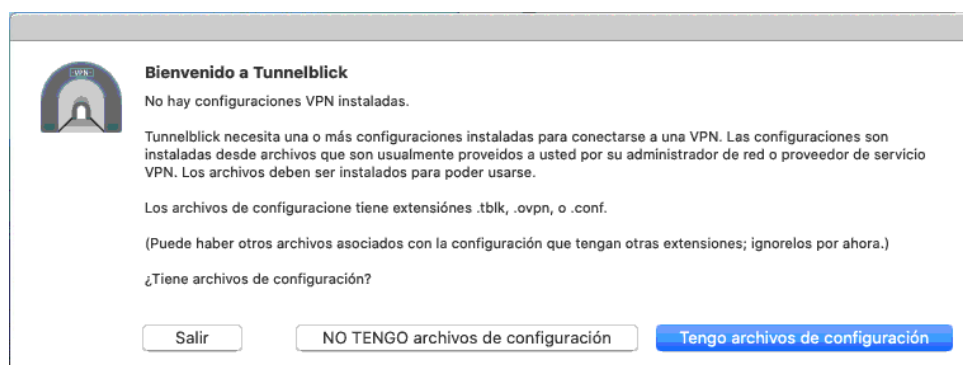 VPN
Bienvenido a Tunnelblick
No hay configuraciones VPN instaladas.
Tunnelblick necesita una o más configuraciones instaladas para conectarse a una VPN. Las configuraciones son
instaladas desde archivos que son usualmente proveidos a usted por su administrador de red o proveedor de servicio
VPN. Los archivos deben ser instalados para poder usarse.
Los archivos de configuracione tiene extensiónes .tblk, .ovpn, o .conf.
(Puede haber otros archivos asociados con la configuración que tengan otras extensiones; ignorelos por ahora.)
¿Tiene archivos de configuración?
Salir
NO TENGO archivos de configuración
Tengo archivos de configuración